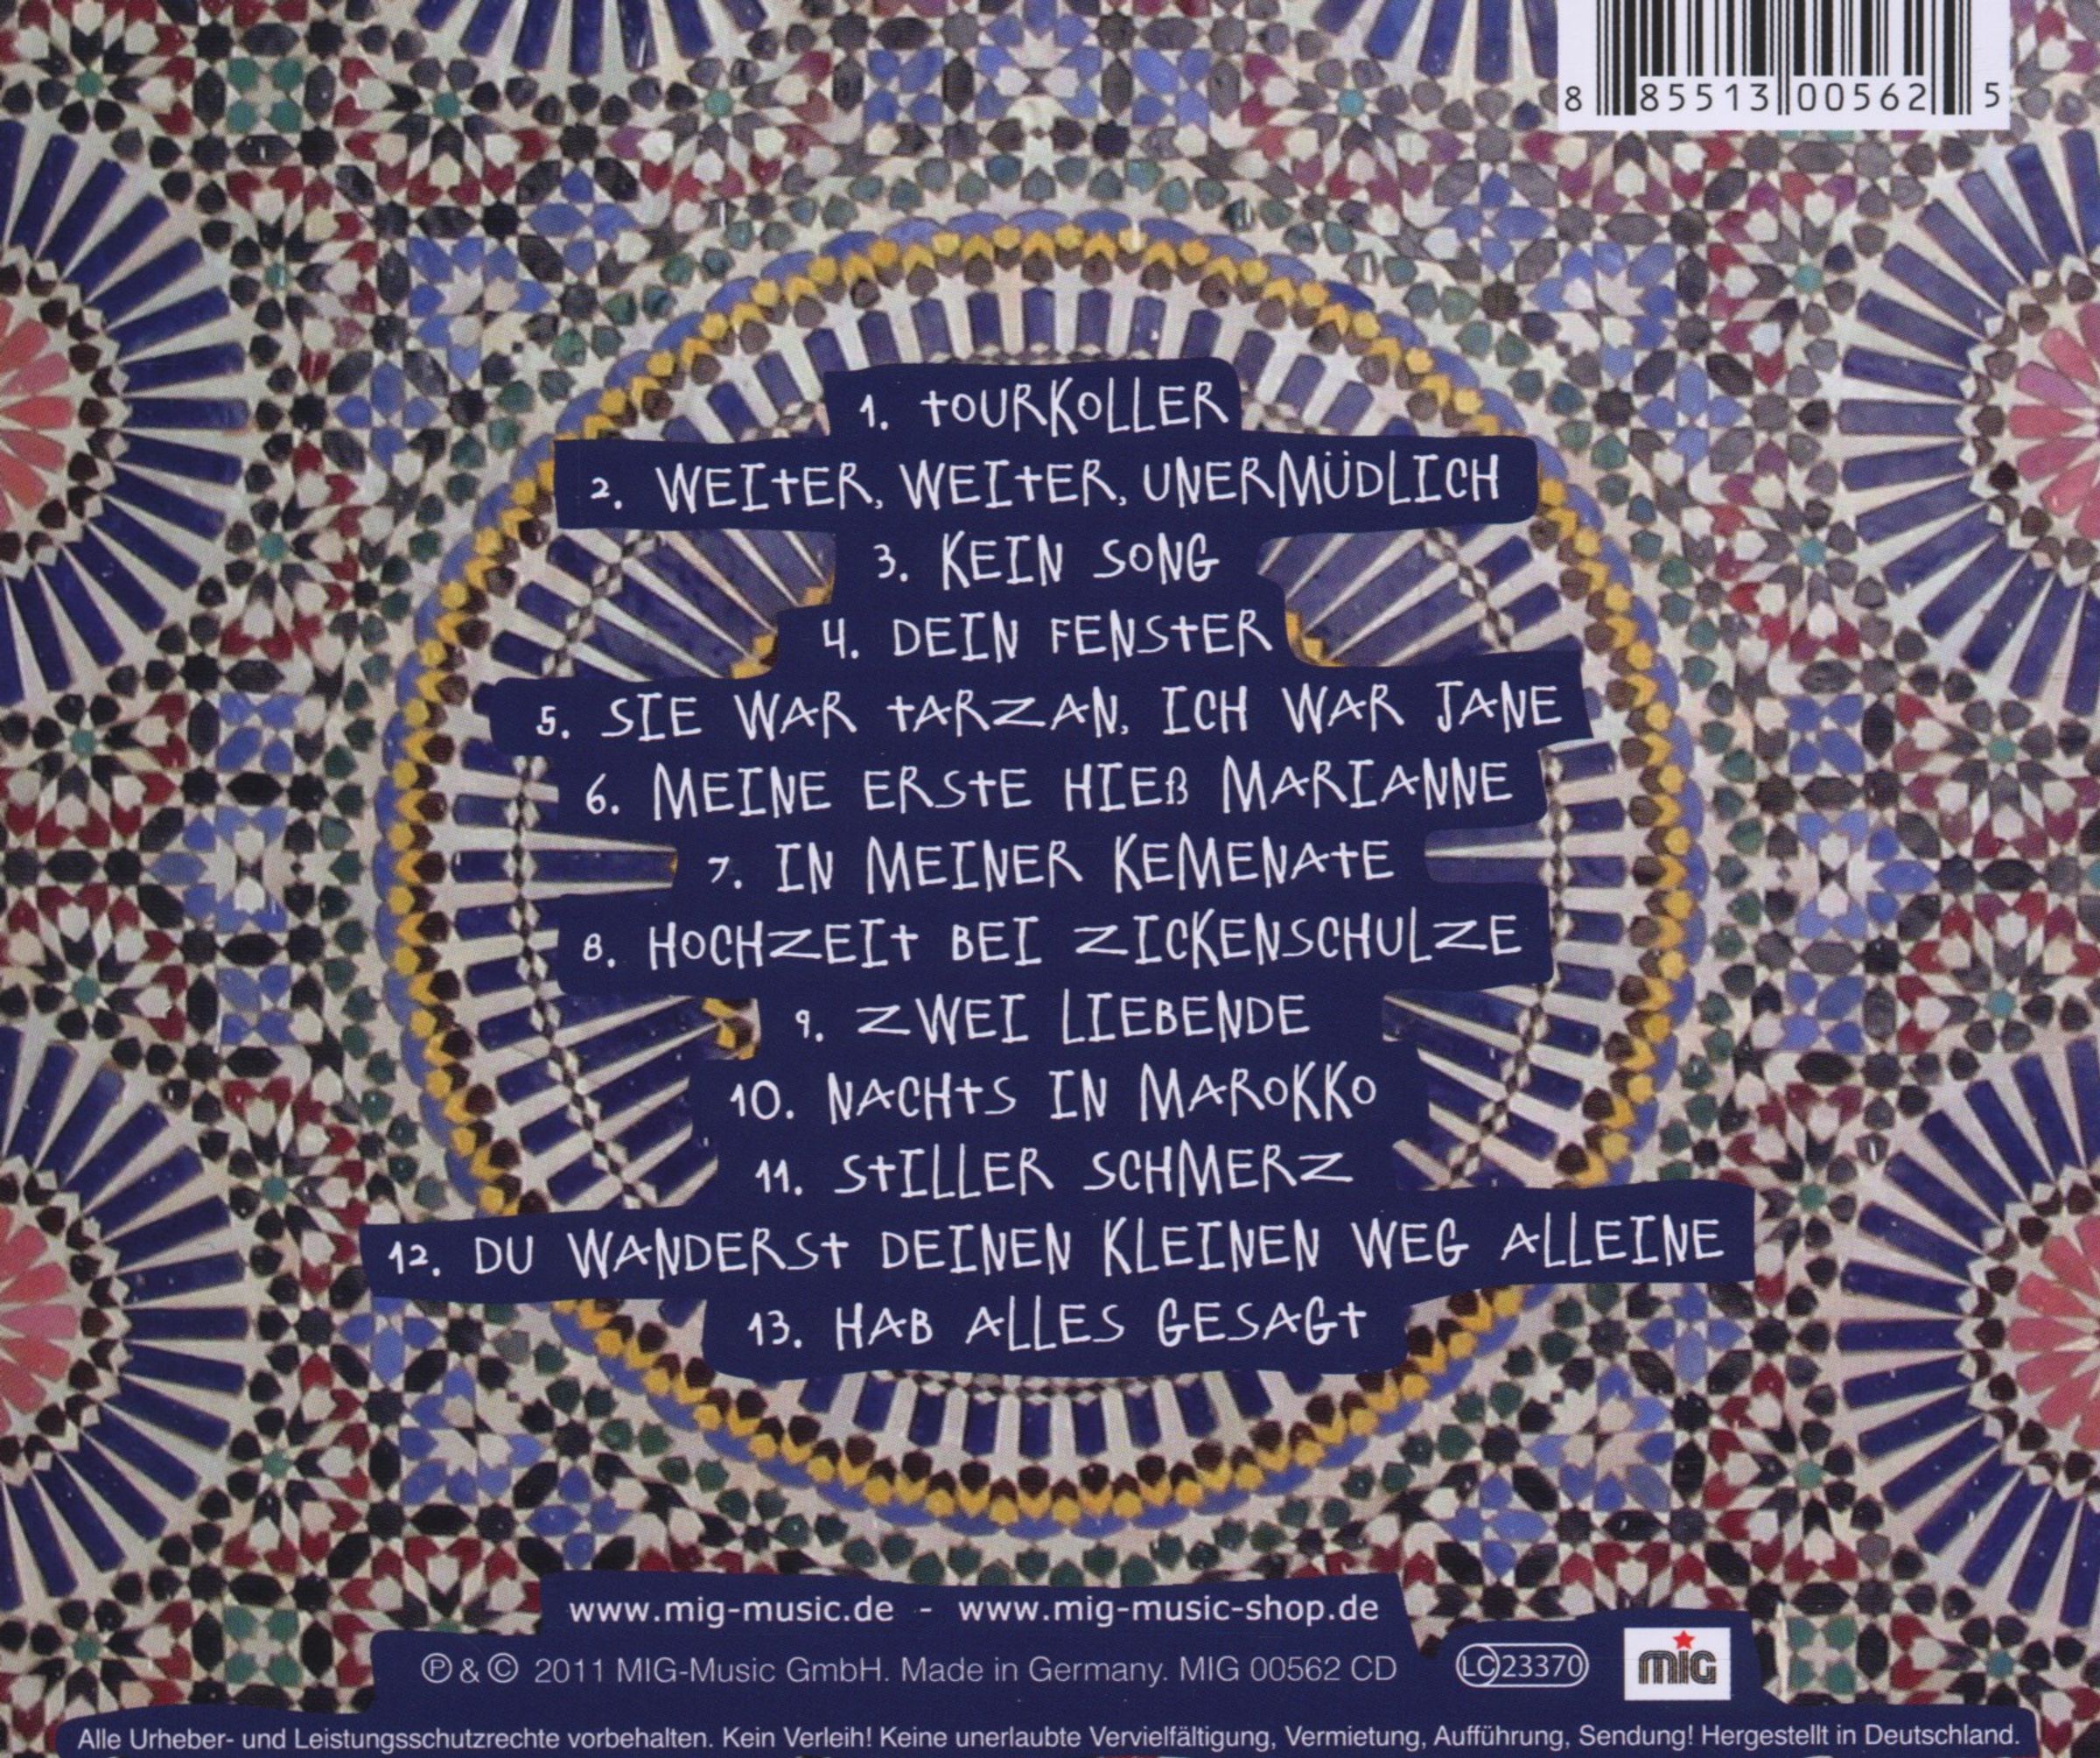 8 85513 00562 5
1. TOURKOLLER
2. WEITER, WEITER, UNERMÜDLICH
3. KEIN SONG
4. DEIN FENSTER
5. SIE WAR TARZAN, ICH WAR JANE
6. MEINE ERSTE HIEß MARIANNE
7. IN MEINER KEMENATE
8. HOCHZEIT BEI ZICKENSCHULZE
9. ZWEI LIEBENDE
10. NACHTS IN MAROKKO
11. STILLER SCHMERZ
12. DU WANDERST DEINEN KLEINEN WEG ALLEINE
13. HAB ALLES GESAGT
www.mig-music.de - www.mig-music-shop.de
℗ & © 2011 MIG-Music GmbH. Made in Germany. MIG 00562 CD LC 23370 mig
Alle Urheber- und Leistungsschutzrechte vorbehalten. Kein Verleih! Keine unerlaubte Vervielfältigung, Vermietung, Aufführung, Sendung! Hergestellt in Deutschland.